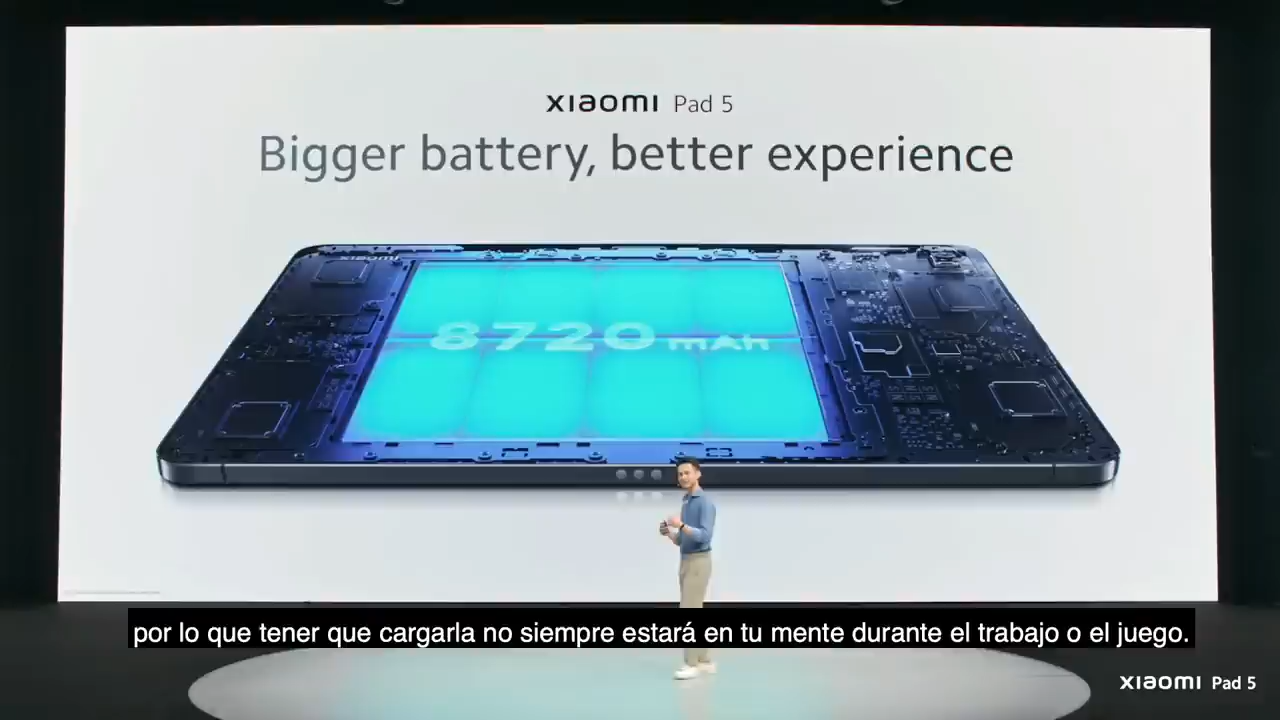 xiaomi Pad 5
Bigger battery, better experience
xiaomi
8720 mAh
por lo que tener que cargarla no siempre estará en tu mente durante el trabajo o el juego.
xiaomi Pad 5